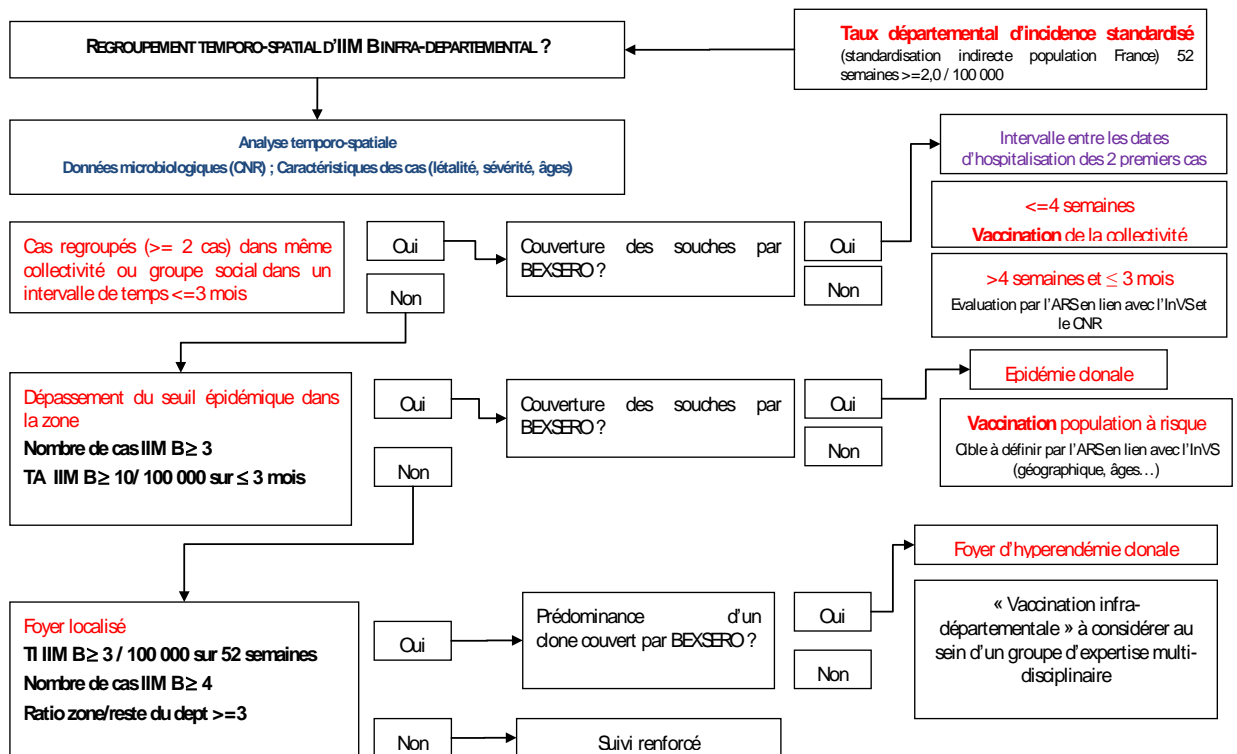 REGROUPEMENT TEMPORO-SPATIAL D'IIM B INFRA-DEPARTEMENTAL ?
Taux départemental d'incidence standardisé
(standardisation indirecte population France) 52
semaines >=2,0 / 100 000
Analyse temporo-spatiale
Données microbiologiques (CNR) ; Caractéristiques des cas (létalité, sévérité, âges)
Intervalle entre les dates
d'hospitalisation des 2 premiers cas
<=4 semaines
Vaccination de la collectivité
>4 semaines et ≤ 3 mois
Evaluation par l'ARS en lien avec l'InVS et
le CNR
Cas regroupés (>= 2 cas) dans même
collectivité ou groupe social dans un
intervalle de temps <=3 mois
Oui
Non
Couverture des souches par
BEXSERO ?
Oui
Non
Dépassement du seuil épidémique dans
la zone
Nombre de cas IIM B ≥ 3
TA IIM B ≥ 10/ 100 000 sur ≤ 3 mois
Oui
Non
Couverture des souches par
BEXSERO ?
Oui
Non
Epidémie clonale
Vaccination population à risque
Cible à définir par l'ARS en lien avec l'InVS
(géographique, âges…)
Foyer localisé
TI IIM B ≥ 3 / 100 000 sur 52 semaines
Nombre de cas IIM B ≥ 4
Ratio zone/reste du dept >=3
Oui
Non
Prédominance d'un
clone couvert par BEXSERO ?
Oui
Non
Foyer d'hyperendémie clonale
« Vaccination infra-
départementale » à considérer au
sein d'un groupe d'expertise multi-
disciplinaire
Suivi renforcé